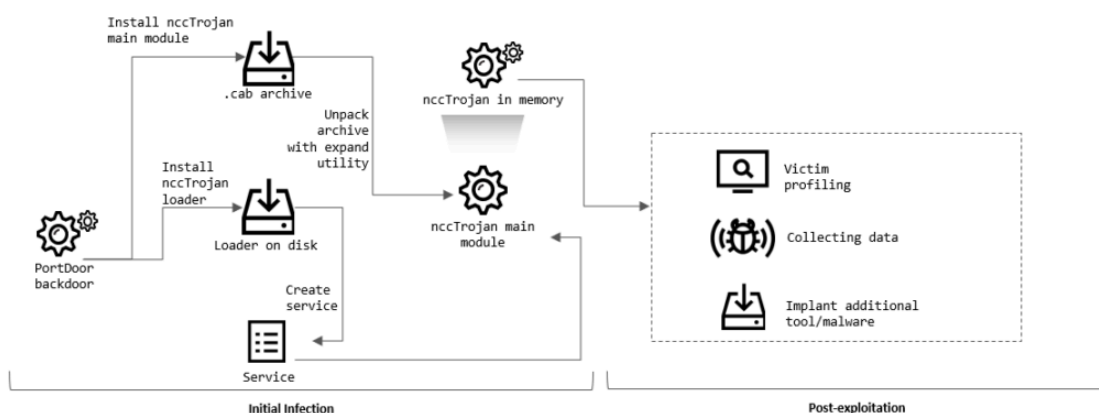 Install nccTrojan
main module
.cab archive
nccTrojan in memory
Unpack
archive
with expand
utility
Install
nccTrojan
loader
Loader on disk
nccTrojan main
module
PortDoor
backdoor
Create
service
Service
Victim
profiling
Collecting data
Implant additional
tool/malware
Initial Infection
Post-exploitation